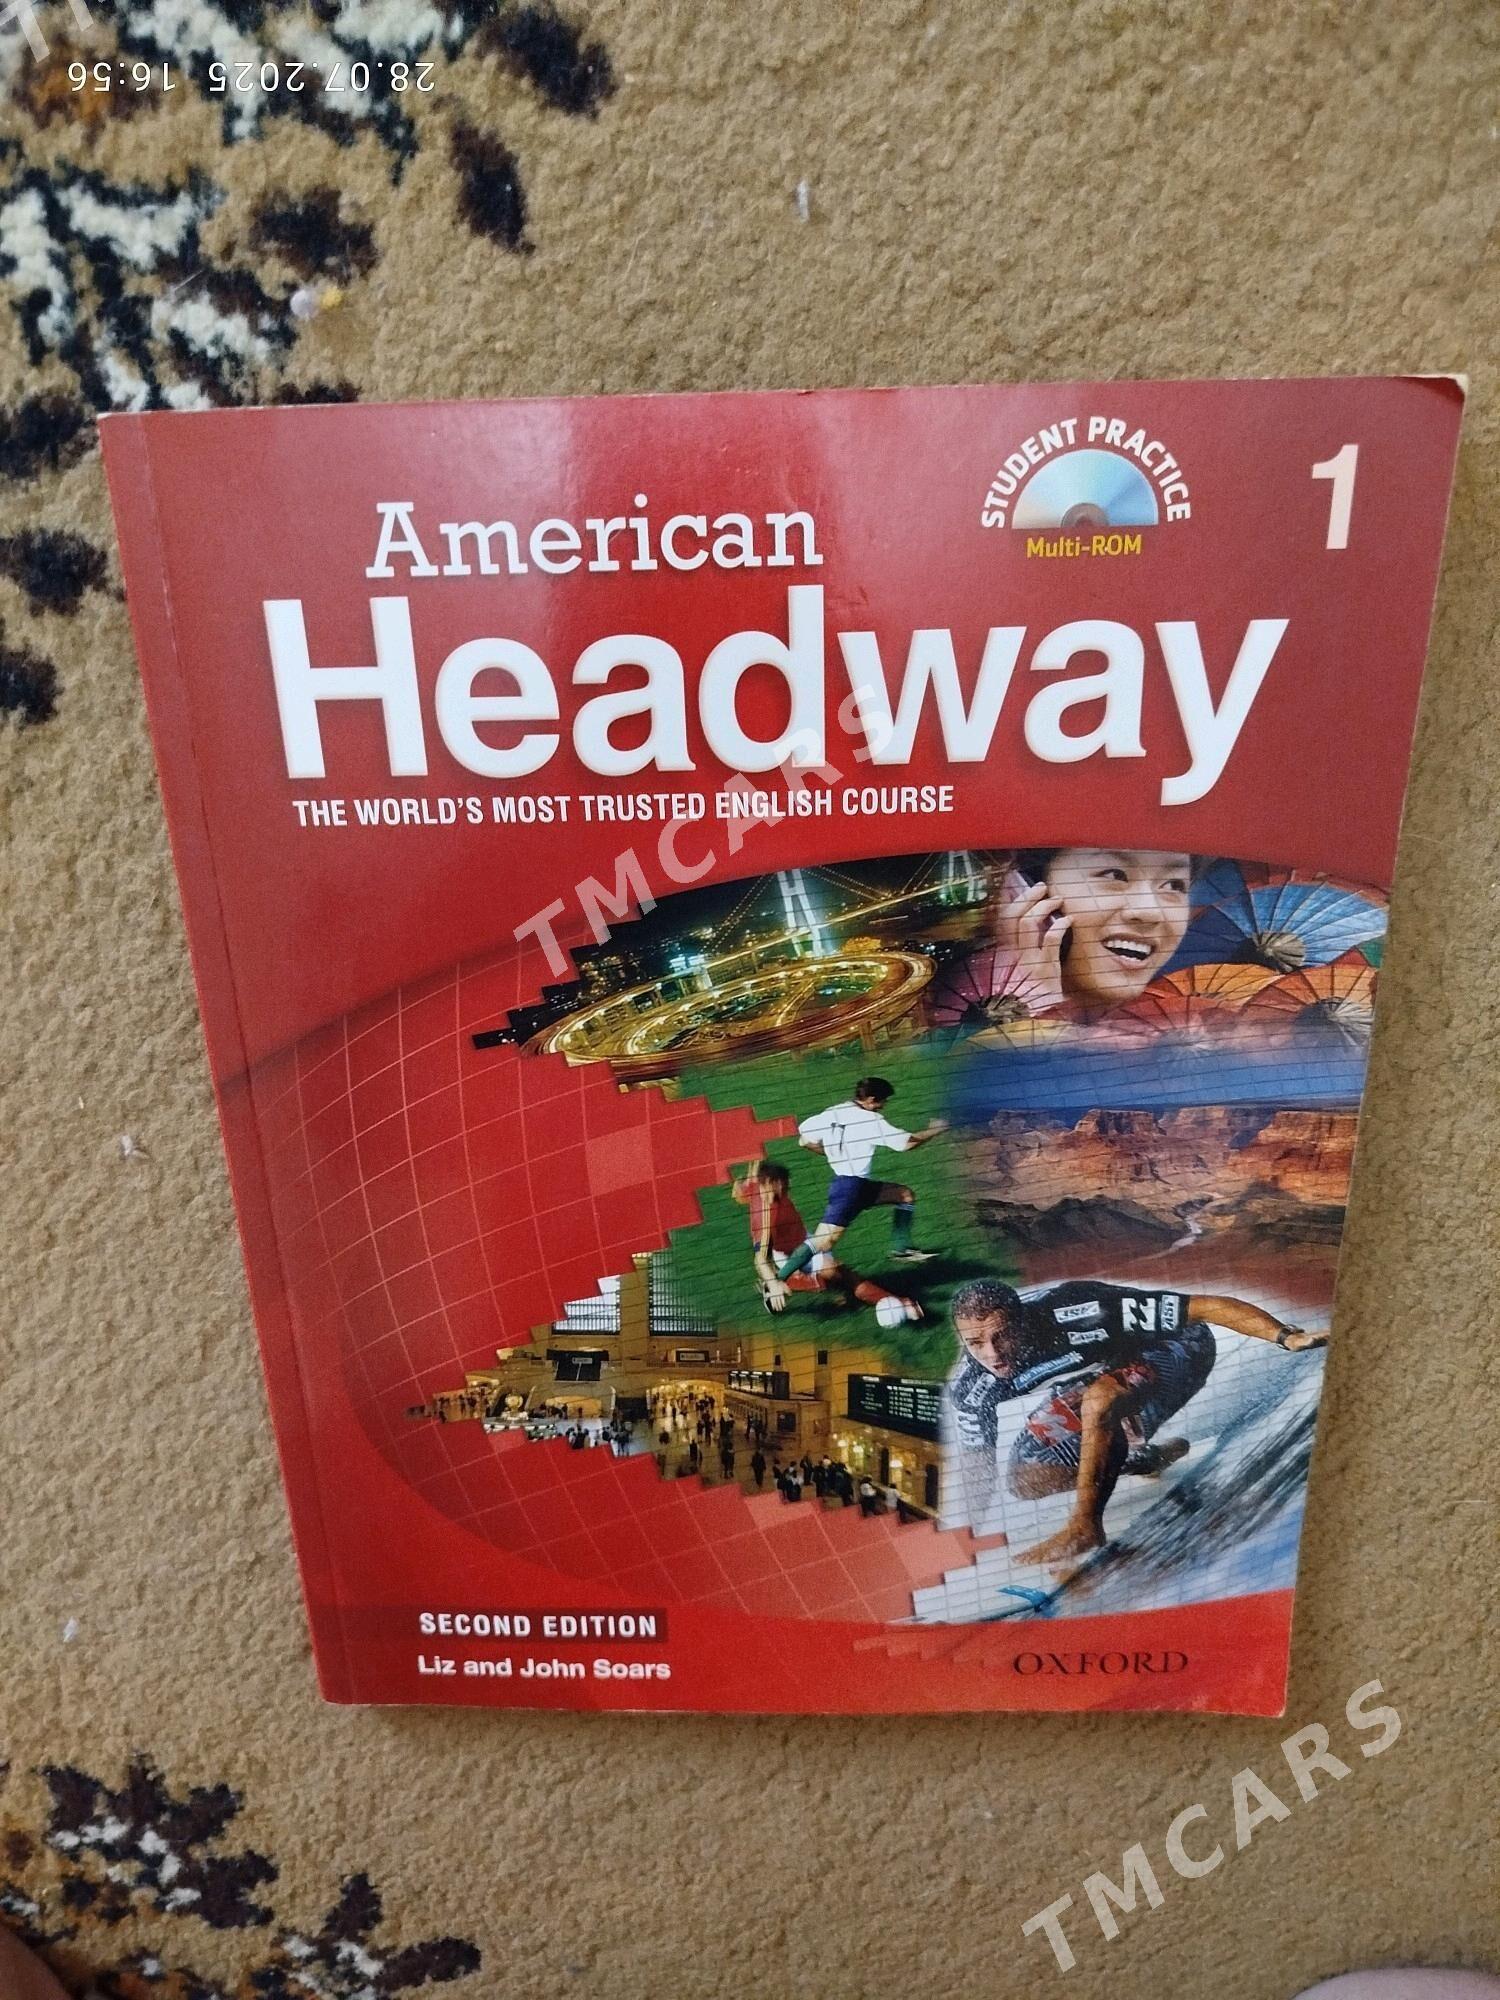 28.07.2025 16:56
STUDENT PRACTICE
Multi-ROM
1
American
Headway
THE WORLD'S MOST TRUSTED ENGLISH COURSE
TMCARS
7
SECOND EDITION
Liz and John Soars
OXFORD
TMCARS